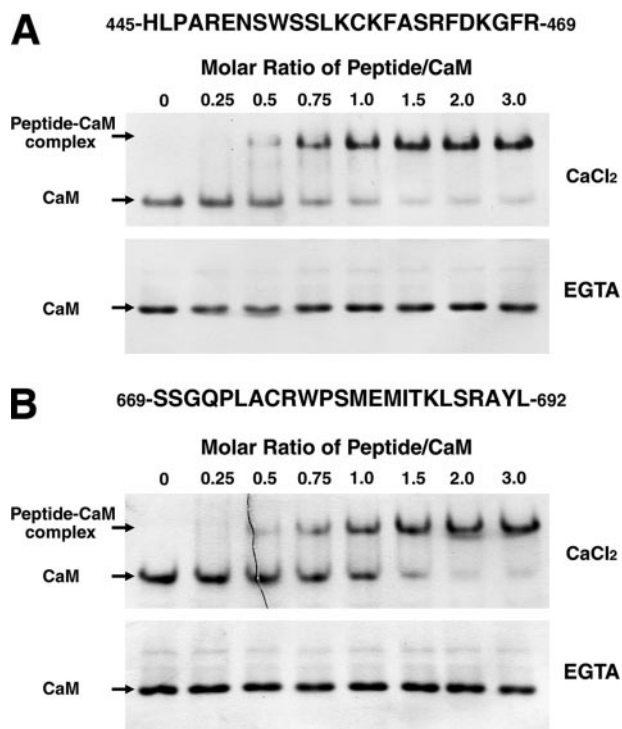 A
445-HLPARENSWSSLKCKFASRFDKGFR-469
Molar Ratio of Peptide/CaM
0 0.25 0.5 0.75 1.0 1.5 2.0 3.0
Peptide-CaM
complex
CaM
CaCl2
CaM
EGTA
B
669-SSGQPLACRWPSMEMITKLSRAYL-692
Molar Ratio of Peptide/CaM
0 0.25 0.5 0.75 1.0 1.5 2.0 3.0
Peptide-CaM
complex
CaM
CaCl2
CaM
EGTA